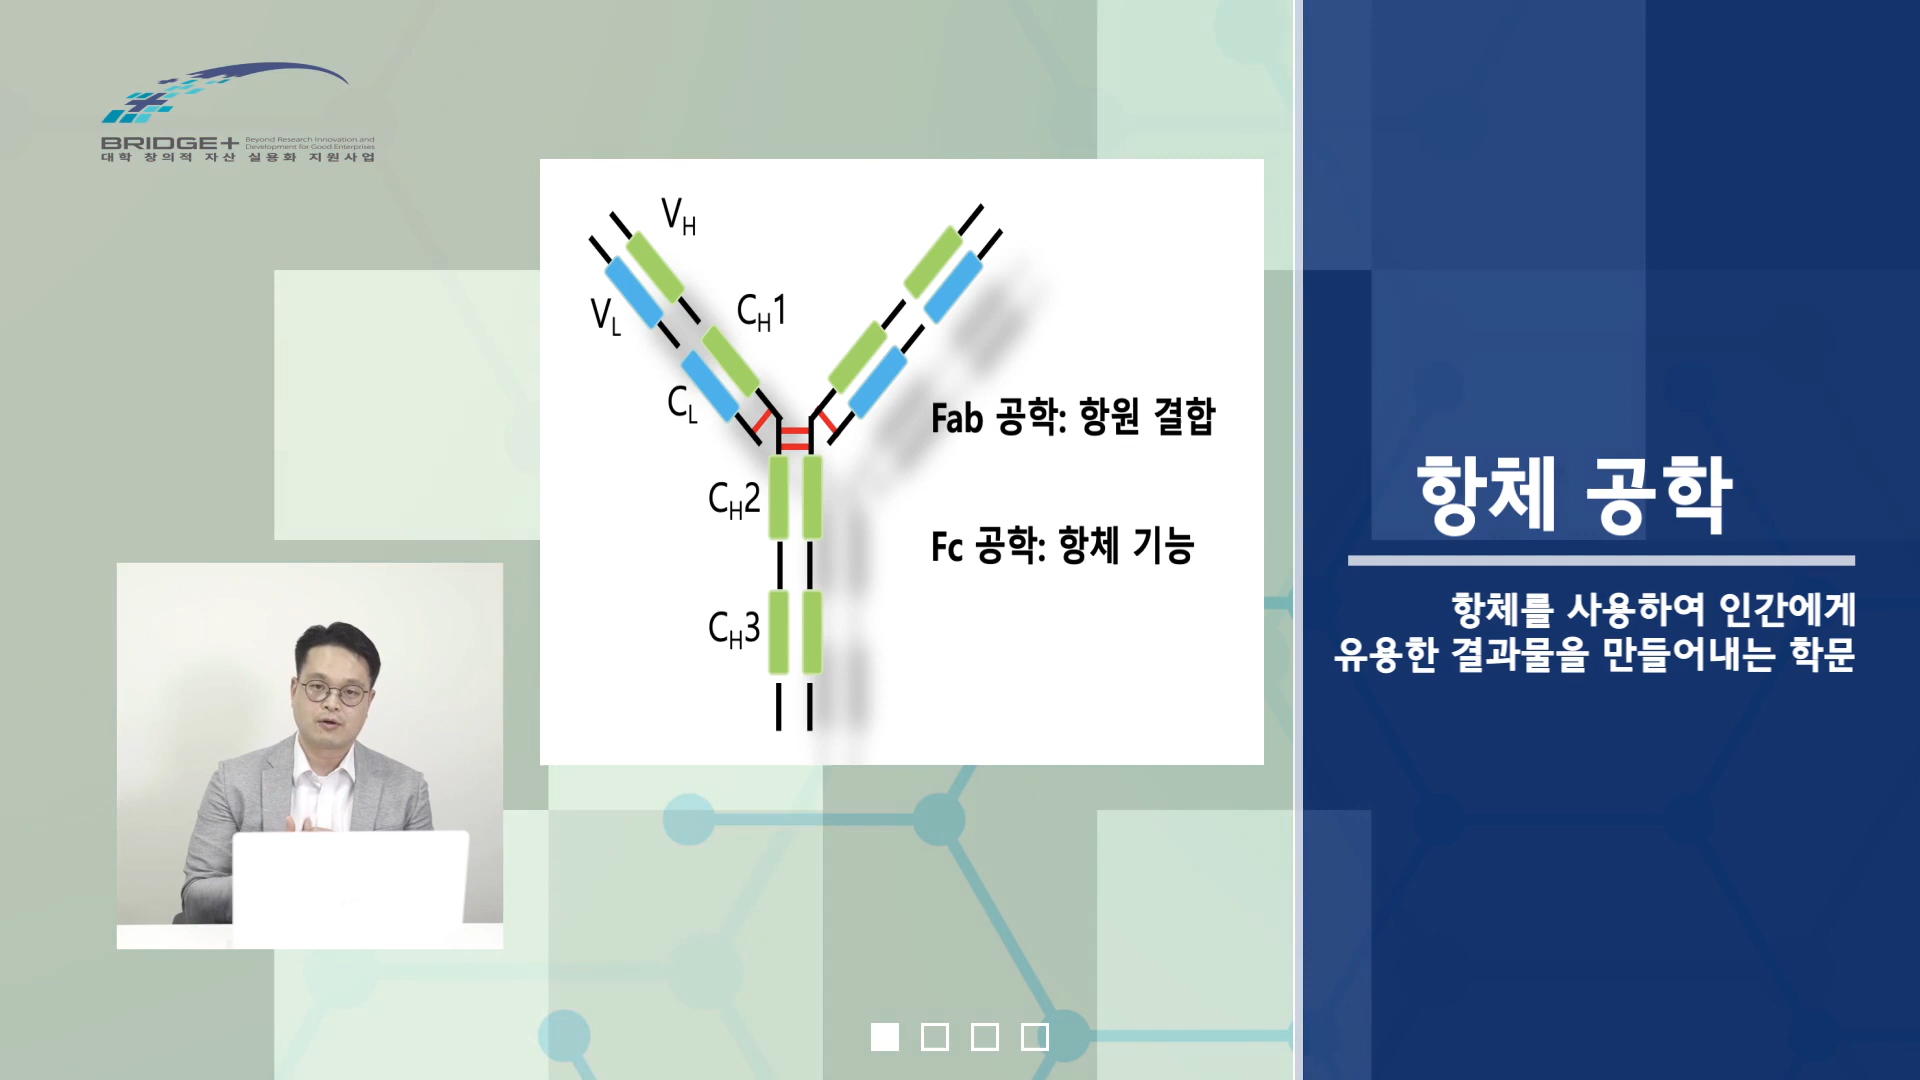 BRIDGE+ Beyond Research Innovation and
Development for Good Enterprises
대학 창의적 자산 실용화 지원사업
VH
VL
CH1
CL
Fab 공학: 항원 결합
CH2
Fc 공학: 항체 기능
CH3
항체 공학
항체를 사용하여 인간에게
유용한 결과물을 만들어내는 학문